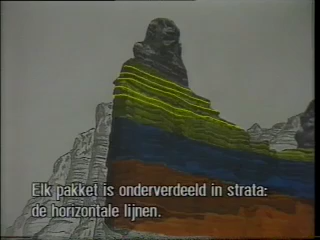 Elk pakket is onderverdeeld in strata:
de horizontale lijnen.